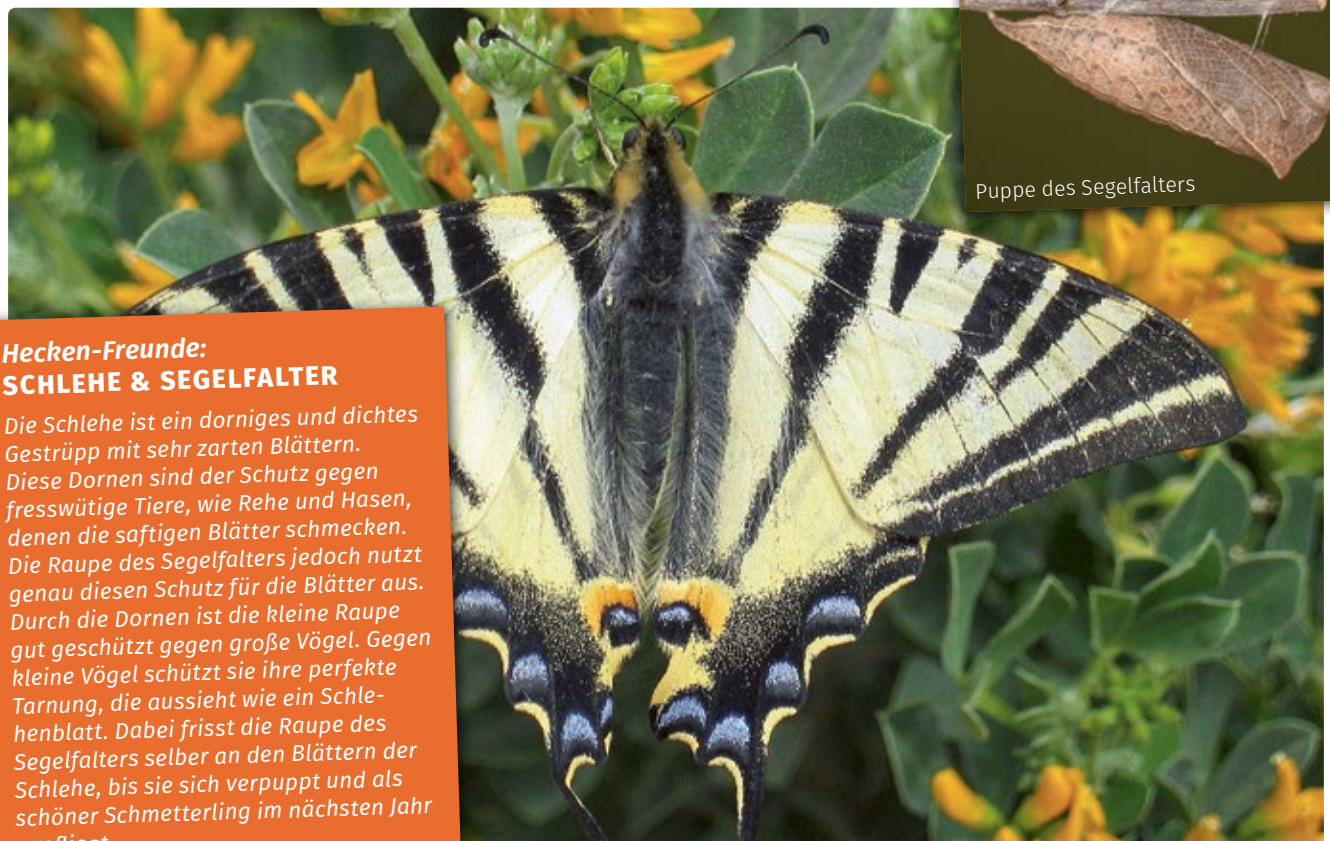 Puppe des Segelfalters
Hecken-Freunde:
SCHLEHE & SEGELFALTER
Die Schlehe ist ein dorniges und dichtes
Gestrüpp mit sehr zarten Blättern.
Diese Dornen sind der Schutz gegen
fresswütige Tiere, wie Rehe und Hasen,
denen die saftigen Blätter schmecken.
Die Raupe des Segelfalters jedoch nutzt
genau diesen Schutz für die Blätter aus.
Durch die Dornen ist die kleine Raupe
gut geschützt gegen große Vögel. Gegen
kleine Vögel schützt sie ihre perfekte
Tarnung, die aussieht wie ein Schle-
henblatt. Dabei frisst die Raupe des
Segelfalters selber an den Blättern der
Schlehe, bis sie sich verpuppt und als
schöner Schmetterling im nächsten Jahr